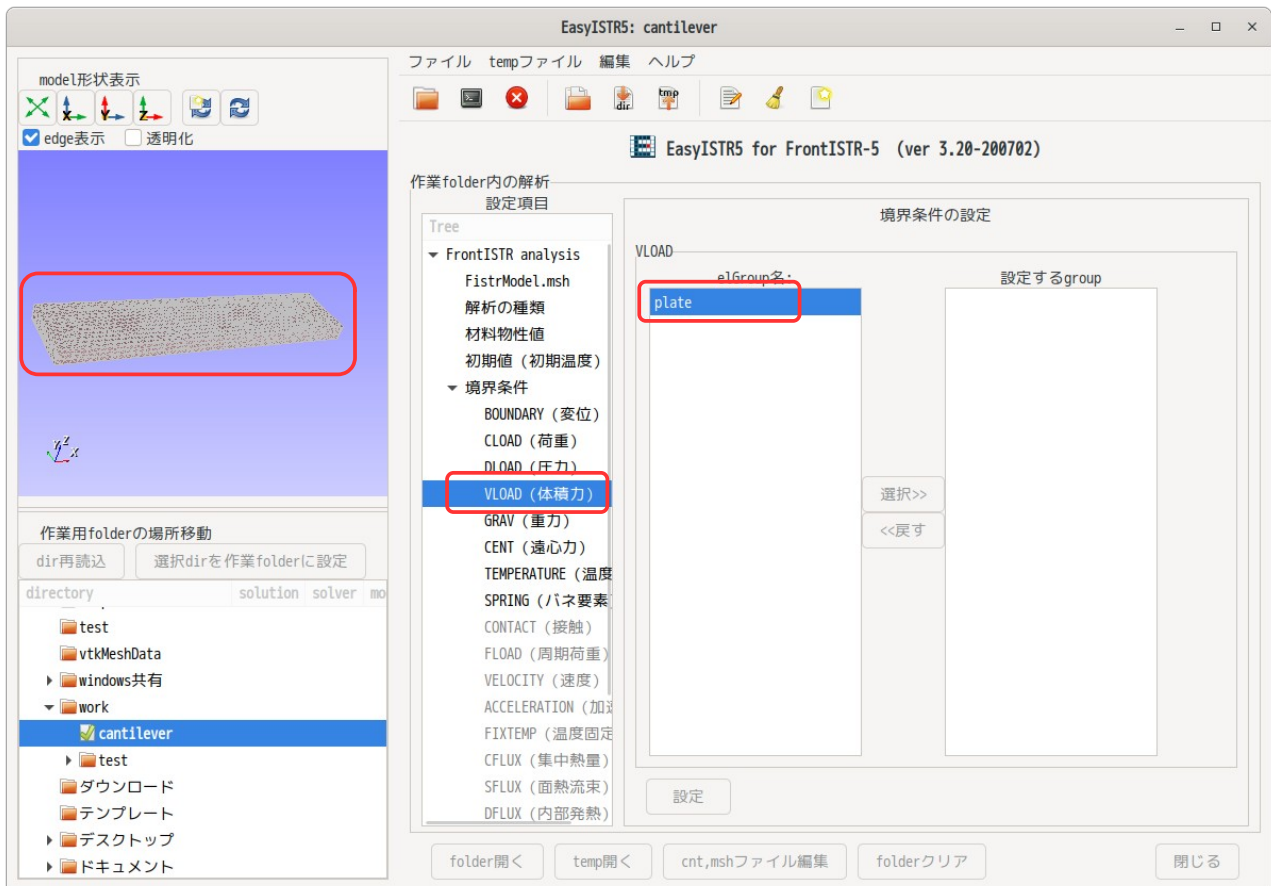 EasyISTR5: cantilever
model形状表示
edge表示 透明化
作業用folderの場所移動
dir再読込 選択dirを作業folderに設定
directory solution solver mo
test
vtkMeshData
windows共有
work
cantilever
test
ダウンロード
テンプレート
デスクトップ
ドキュメント
ファイル tempファイル 編集 ヘルプ
dir tmp
EasyISTR5 for FrontISTR-5 (ver 3.20-200702)
作業folder内の解析
設定項目
Tree
FrontISTR analysis
FistrModel.msh
解析の種類
材料物性値
初期値（初期温度）
境界条件
BOUNDARY（変位）
CLOAD（荷重）
DLOAD（圧力）
VLOAD（体積力）
GRAV（重力）
CENT（遠心力）
TEMPERATURE（温度
SPRING（バネ要素
CONTACT（接触）
FLOAD（周期荷重）
VELOCITY（速度）
ACCELERATION（加速
FIXTEMP（温度固定
CFLUX（集中熱量）
SFLUX（面熱流束）
DFLUX（内部発熱）
境界条件の設定
VLOAD
elGroup名:
plate
選択>>
<<戻す
設定するgroup
設定
folder開く temp開く cnt,mshファイル編集 folderクリア 閉じる
x y z
z x